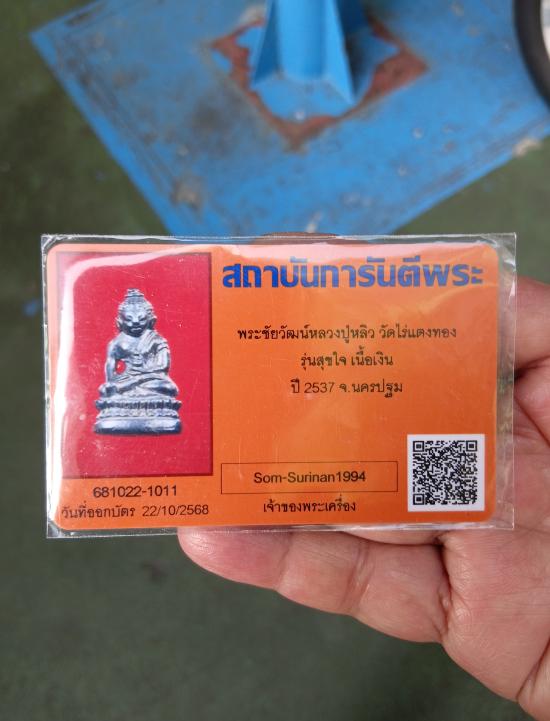 สถาบันการันตีพระ
พระชัยวัฒน์หลวงปู่หลิว วัดไร่แตงทอง
รุ่นสุขใจ เนื้อเงิน
ปี 2537 จ.นครปฐม
Som-Surinan1994
เจ้าของพระเครื่อง
681022-1011
วันที่ออกบัตร 22/10/2568